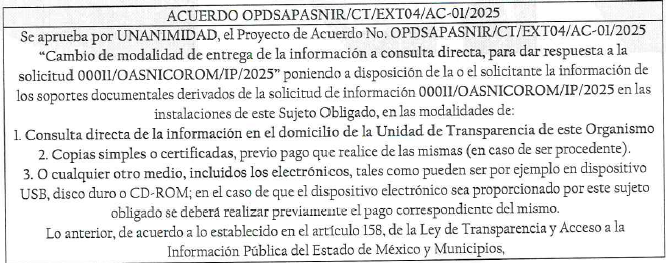 ACUERDO OPDSAPASNIR/CT/EXT04/AC-01/2025
Se aprueba por UNANIMIDAD, el Proyecto de Acuerdo No. OPDSAPASNIR/CT/EXT04/AC-01/2025
“Cambio de modalidad de entrega de la información a consulta directa, para dar respuesta a la
solicitud 00011/OASNICOROM/IP/2025” poniendo a disposición de la o el solicitante la información de
los soportes documentales derivados de la solicitud de información 00011/OASNICOROM/IP/2025 en las
instalaciones de este Sujeto Obligado, en las modalidades de:
1. Consulta directa de la información en el domicilio de la Unidad de Transparencia de este Organismo
2. Copias simples o certificadas, previo pago que realice de las mismas (en caso de ser procedente).
3. O cualquier otro medio, incluidos los electrónicos, tales como pueden ser por ejemplo en dispositivo
USB, disco duro o CD-ROM; en el caso de que el dispositivo electrónico sea proporcionado por este sujeto
obligado se deberá realizar previamente el pago correspondiente del mismo.
Lo anterior, de acuerdo a lo establecido en el artículo 158, de la Ley de Transparencia y Acceso a la
Información Pública del Estado de México y Municipios,